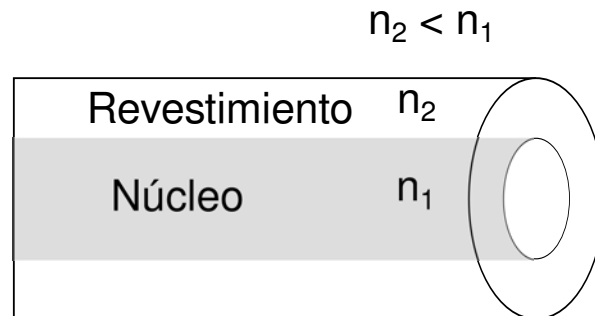 n₂ < n₁
Revestimiento n₂
Núcleo n₁